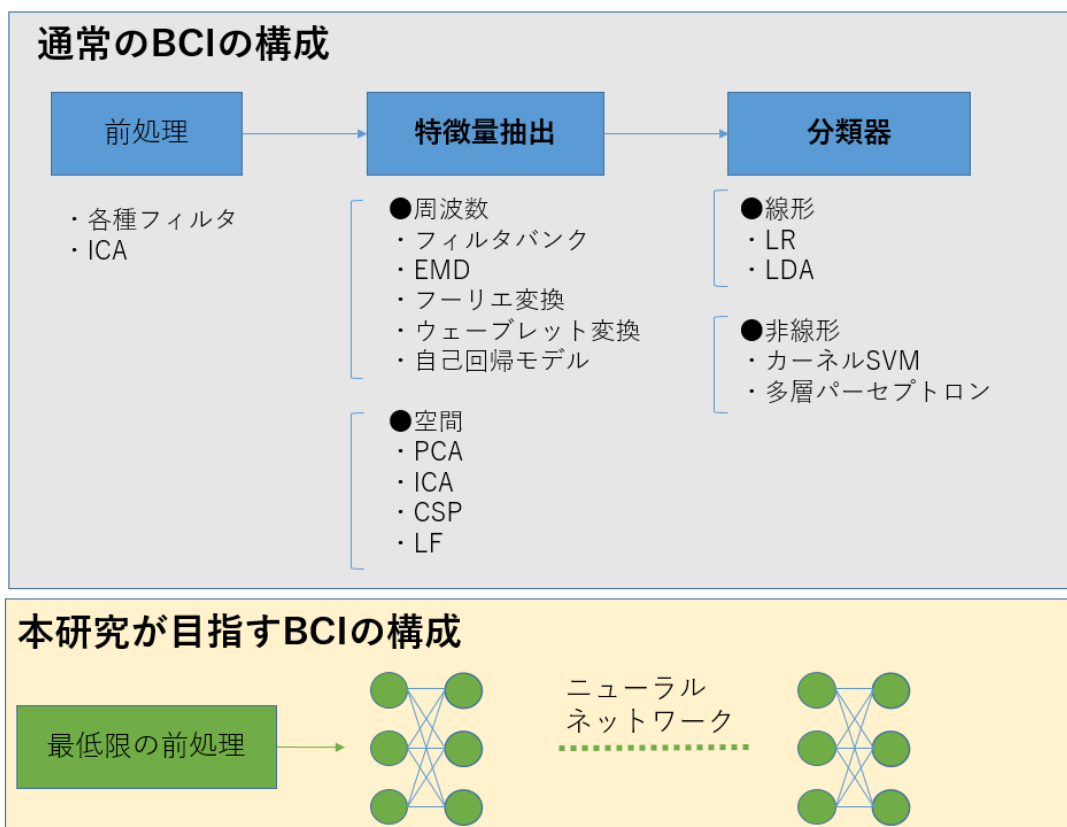 通常のBCIの構成
前処理
特徴量抽出
分類器
・各種フィルタ
・ICA
●周波数
・フィルタバンク
・EMD
・フーリエ変換
・ウェーブレット変換
・自己回帰モデル
●空間
・PCA
・ICA
・CSP
・LF
●線形
・LR
・LDA
●非線形
・カーネルSVM
・多層パーセプトロン
本研究が目指すBCIの構成
最低限の前処理
ニューラル
ネットワーク